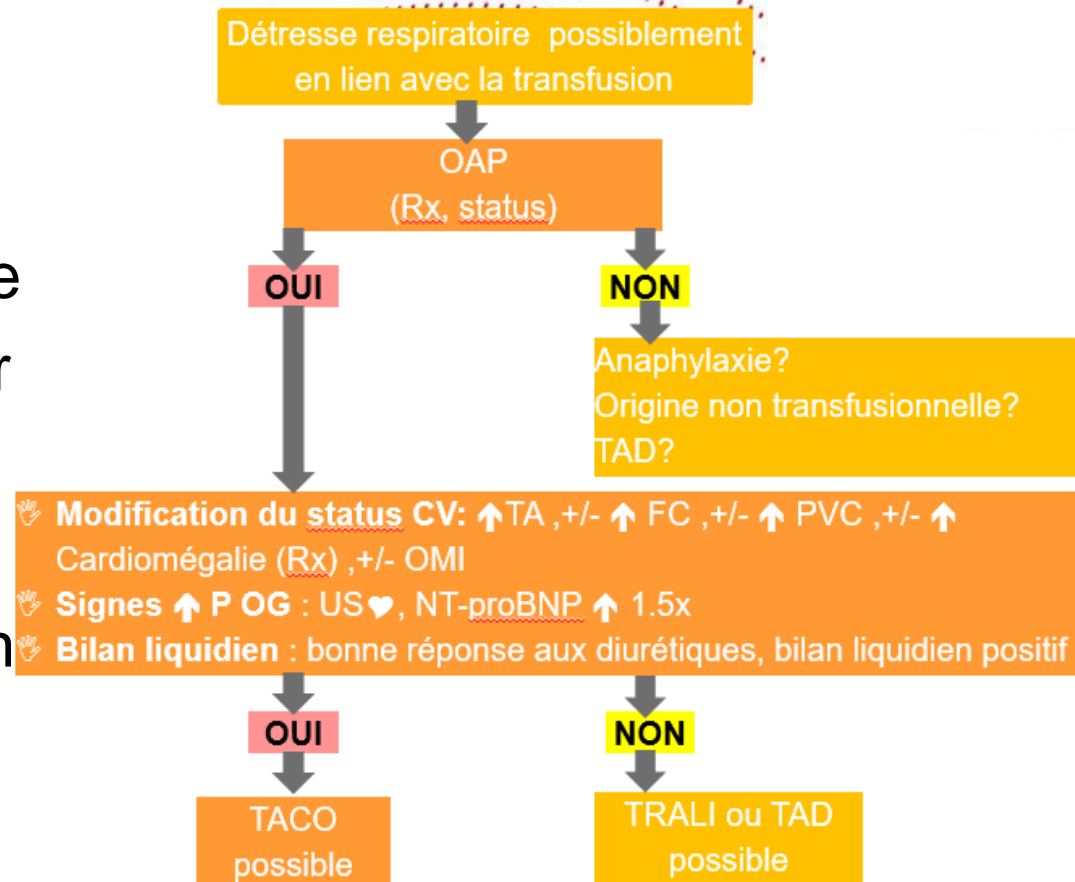 Détresse respiratoire possiblement
en lien avec la transfusion
OAP
(Rx, status)
e
r
OUI
NON
Anaphylaxie?
Origine non transfusionnelle?
TAD?
Modification du status CV: ↑TA ,+/- ↑ FC ,+/- ↑ PVC ,+/- ↑
Cardiomégalie (Rx) ,+/- OMI
Signes ↑ P OG : US♥, NT-proBNP ↑ 1.5x
Bilan liquidien : bonne réponse aux diurétiques, bilan liquidien positif
n
OUI
NON
TACO
possible
TRALI ou TAD
possible